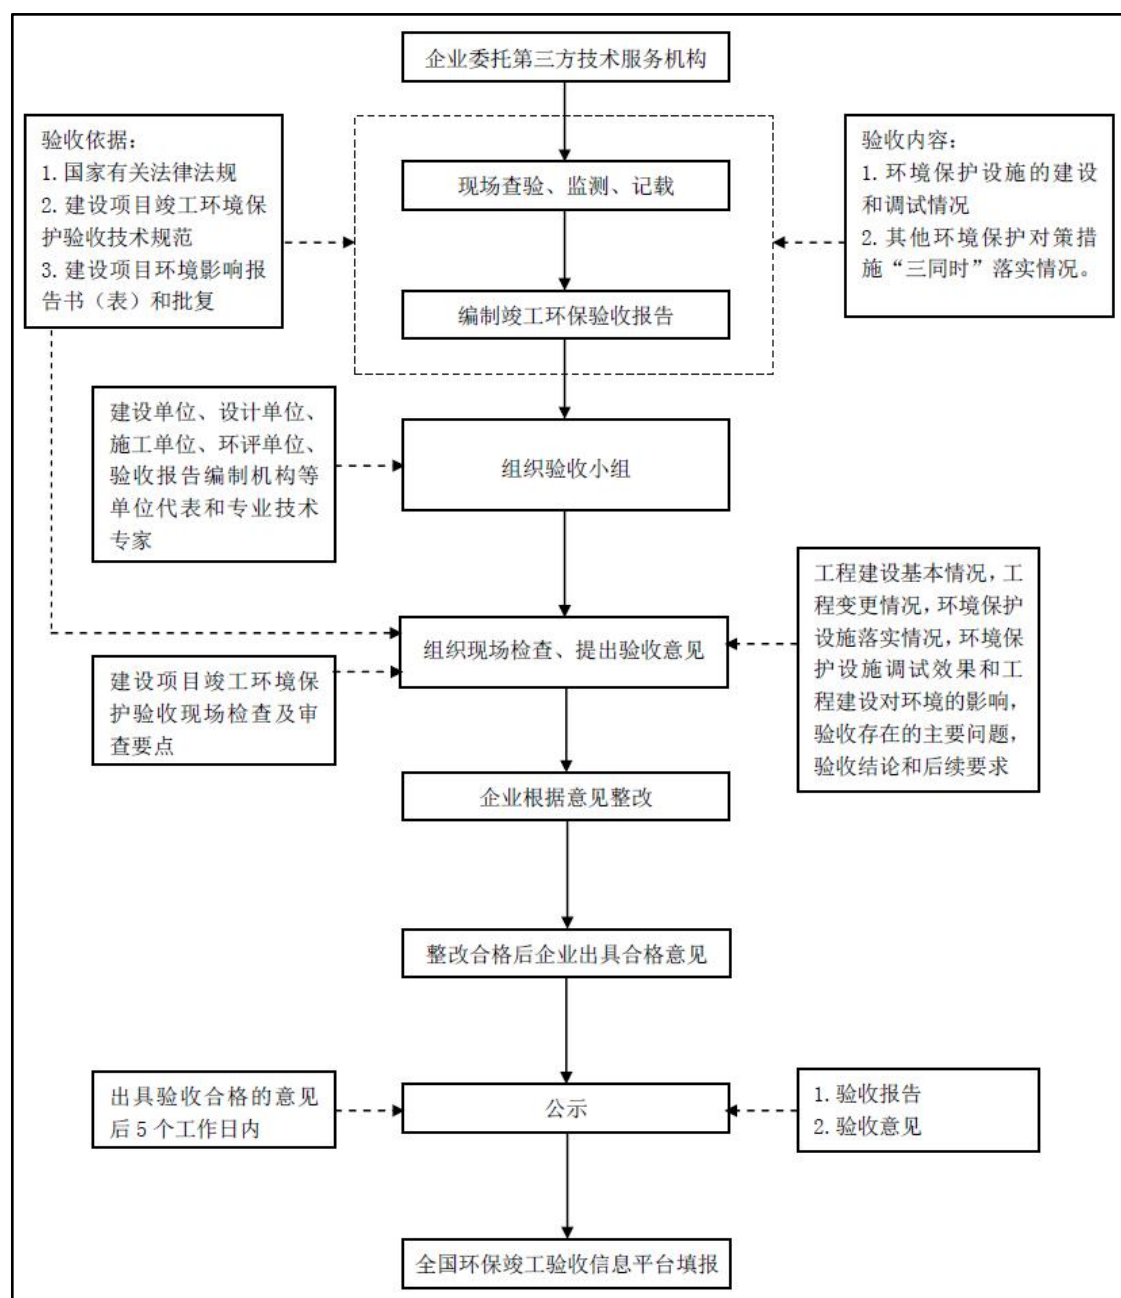 企业委托第三方技术服务机构
验收依据：
1. 国家有关法律法规
2. 建设项目竣工环境保
护验收技术规范
3. 建设项目环境影响报
告书（表）和批复
现场查验、监测、记载
编制竣工环保验收报告
验收内容：
1. 环境保护设施的建设
和调试情况
2. 其他环境保护对策措
施“三同时”落实情况。
建设单位、设计单位、
施工单位、环评单位、
验收报告编制机构等
单位代表和专业技术
专家
组织验收小组
组织现场检查、提出验收意见
建设项目竣工环境保
护验收现场检查及审
查要点
工程建设基本情况，工
程变更情况，环境保护
设施落实情况，环境保
护设施调试效果和工
程建设对环境的影响，
验收存在的主要问题，
验收结论和后续要求
企业根据意见整改
整改合格后企业出具合格意见
出具验收合格的意见
后 5 个工作日内
公示
1. 验收报告
2. 验收意见
全国环保竣工验收信息平台填报